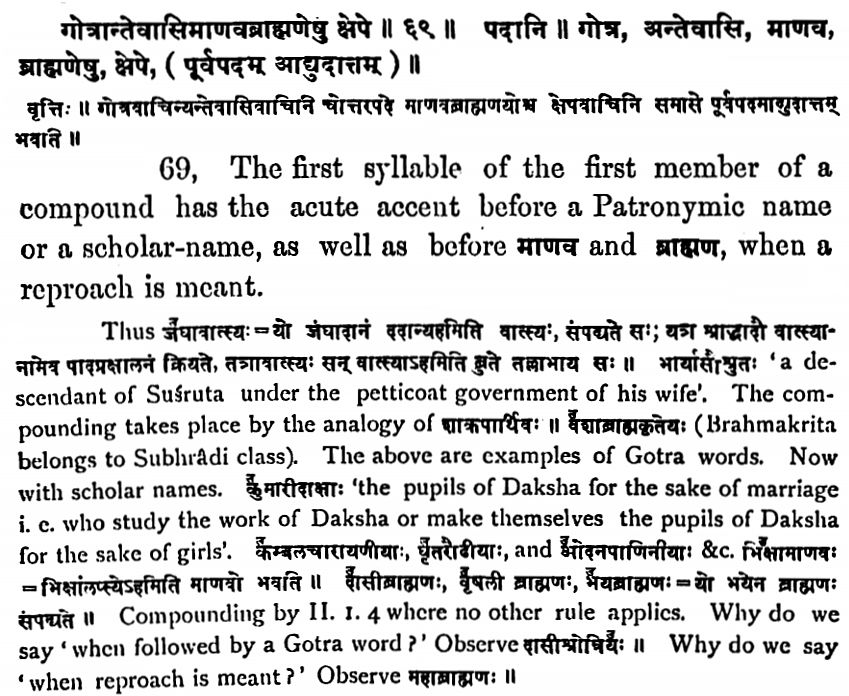 गोत्रान्तेवासिमाणवब्राह्मणेषु क्षेपे ॥ ६९ ॥ पदानि ॥ गोत्र, अन्तेवासि, माणव,
ब्राह्मणेषु, क्षेपे, ( पूर्वपदम् आद्युदात्तम् ) ॥
वृत्तिः ॥ गोत्रवाचिन्यन्तेवासिवाचिनि चोत्तरपदे माणवब्राह्मणयोश्च क्षेपवाचिनि समासे पूर्वपदमाद्युदात्तम्
भवति ॥
69, The first syllable of the first member of a
compound has the acute accent before a Patronymic name
or a scholar-name, as well as before माणव and ब्राह्मण, when a
reproach is meant.
Thus जंघावात्स्यः=यो जंघादानं ददान्यहमिति वात्स्यः, संपद्यते सः; यत्र श्राद्धादौ वात्स्या-
नामेव पादप्रक्षालनं क्रियते, तत्रावात्स्यः सन् वात्स्याऽहमिति ब्रुते तल्लाभाय सः ॥ भार्यासौश्रुतः 'a de-
scendant of Suśruta under the petticoat government of his wife'. The com-
pounding takes place by the analogy of शाकपार्थिवः ॥ वशाब्राह्मकृतेयः (Brahmakrita
belongs to Subhrâdi class). The above are examples of Gotra words. Now
with scholar names. कुमारीदाक्षाः 'the pupils of Daksha for the sake of marriage
i. e. who study the work of Daksha or make themselves the pupils of Daksha
for the sake of girls'. कम्बलचारायणीयाः, घृतरौढीयाः, and ओदनपाणिनीयाः &c. भिक्षामाणवः
=भिक्षांलप्स्येऽहमिति माणवो भवति ॥ दासीब्राह्मणः, वृषली ब्राह्मणः, भयब्राह्मणः=यो भयेन ब्राह्मणः
संपद्यते ॥ Compounding by II. 1. 4 where no other rule applies. Why do we
say 'when followed by a Gotra word?' Observe दासीश्रोत्रियः ॥ Why do we say
'when reproach is meant?' Observe महाब्राह्मणः ॥